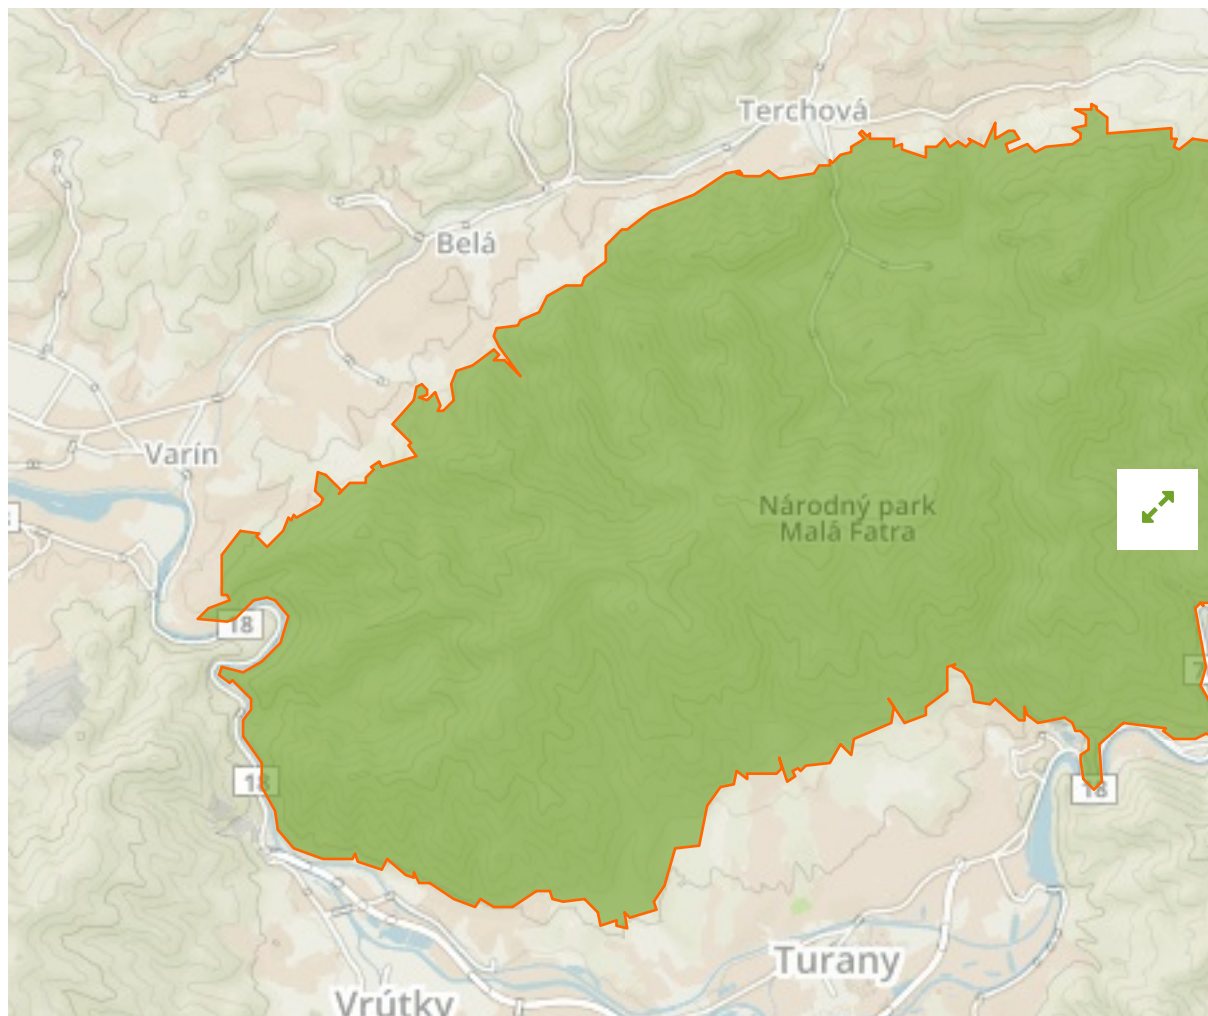 Terchová
Belá
Varín
Národný park
Malá Fatra
18
18
18
Turany
Vrútky